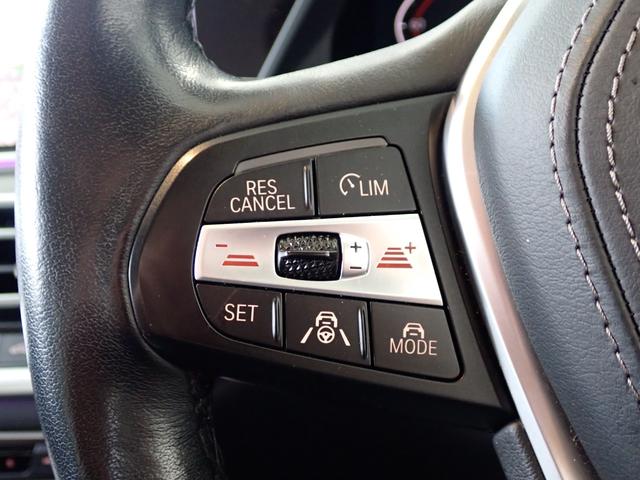 RES
CANCEL
LIM
- + - +
SET
MODE